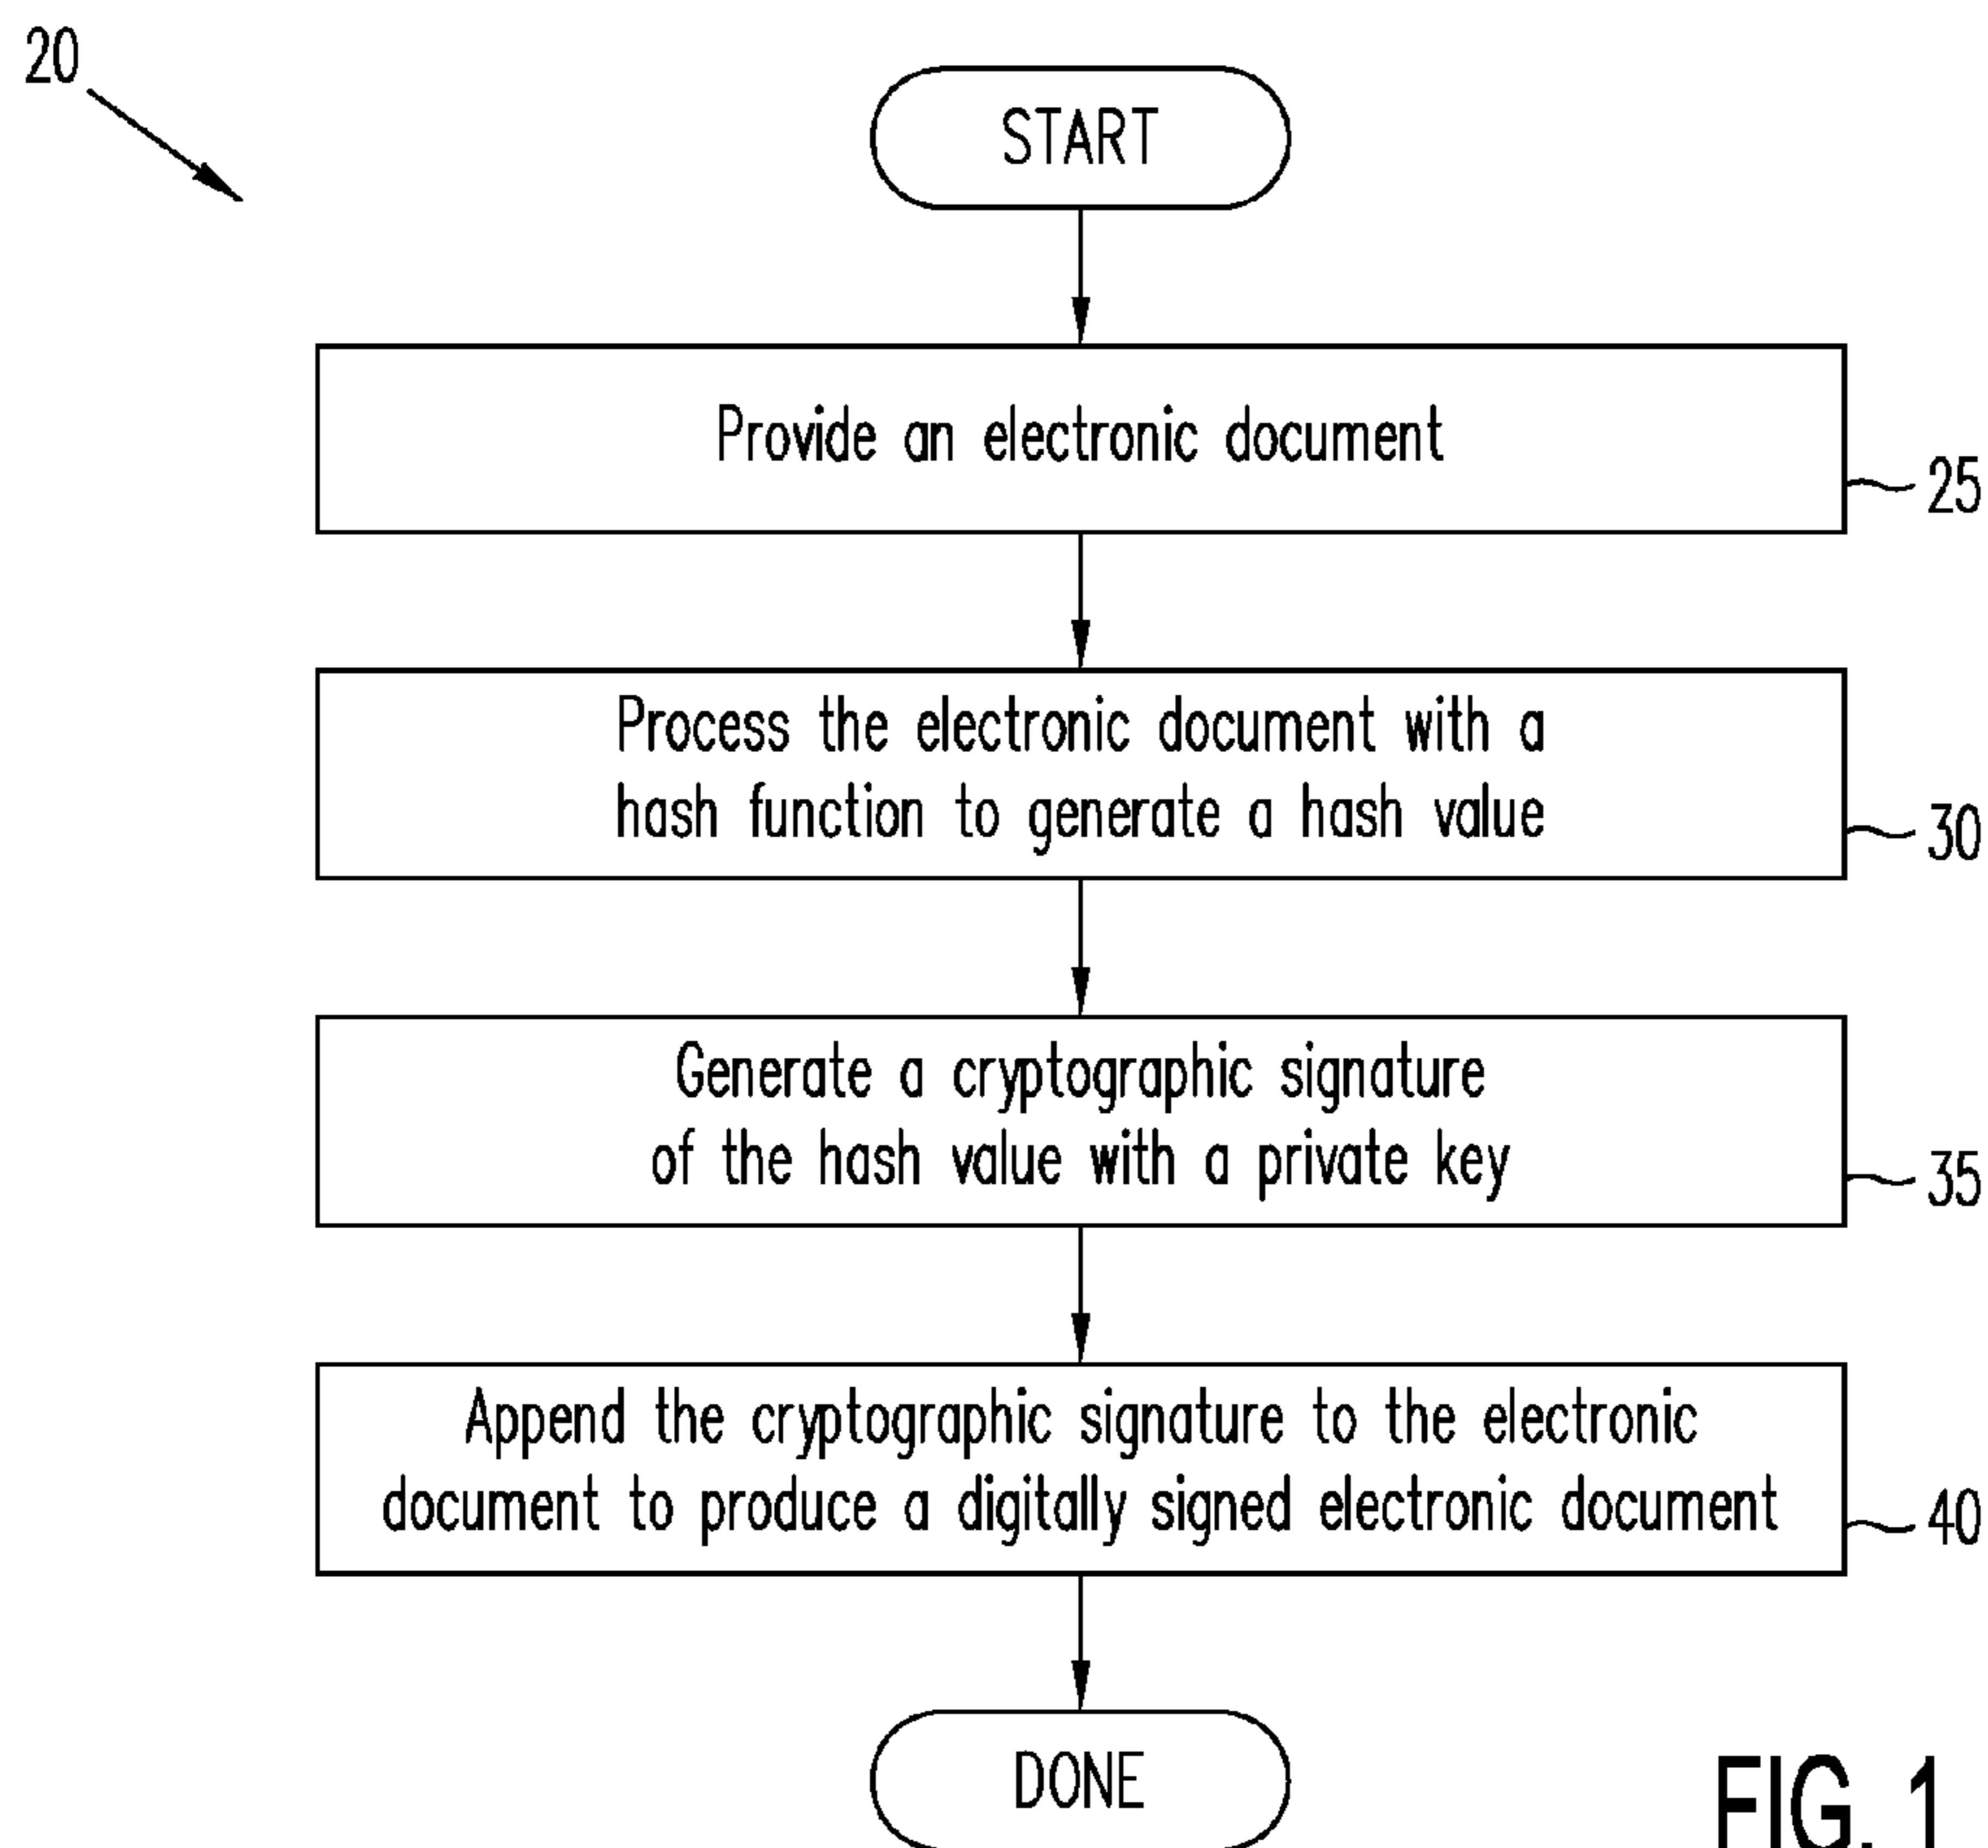 20
START
Provide an electronic document
25
Process the electronic document with a
hash function to generate a hash value
30
Generate a cryptographic signature
of the hash value with a private key
35
Append the cryptographic signature to the electronic
document to produce a digitally signed electronic document
40
DONE
FIG. 1